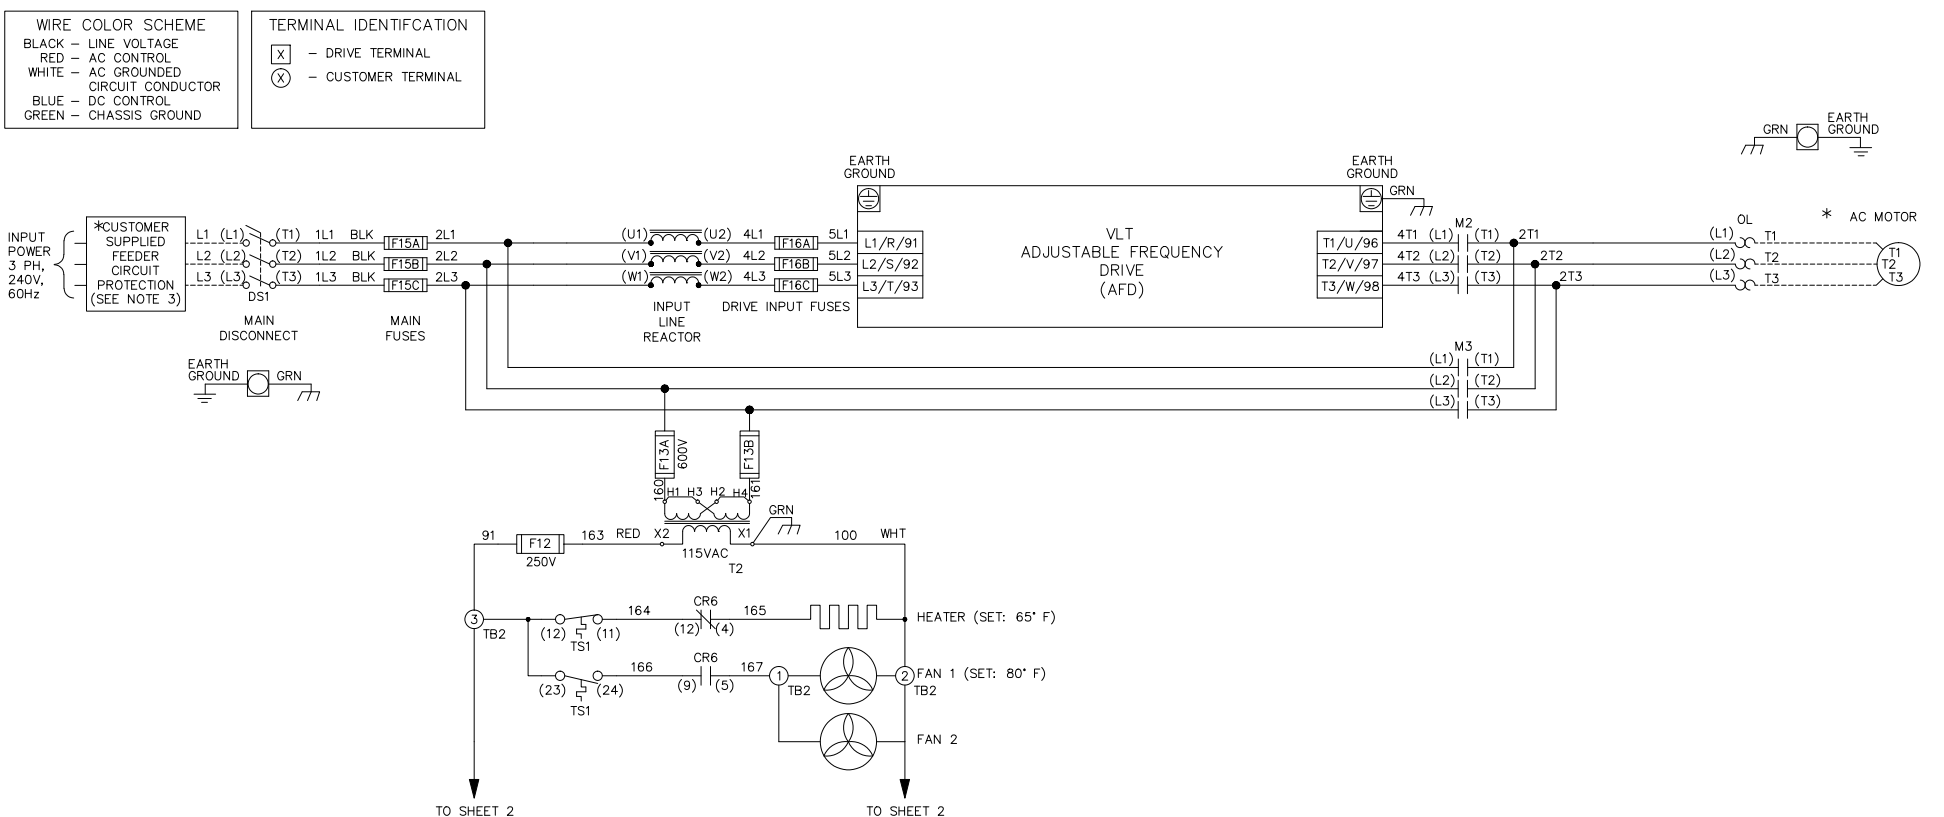 WIRE COLOR SCHEME
BLACK – LINE VOLTAGE
RED – AC CONTROL
WHITE – AC GROUNDED
CIRCUIT CONDUCTOR
BLUE – DC CONTROL
GREEN – CHASSIS GROUND
TERMINAL IDENTIFCATION
X – DRIVE TERMINAL
X – CUSTOMER TERMINAL
GRN
EARTH
GROUND
EARTH
GROUND
EARTH
GROUND
GRN
INPUT
POWER
3 PH,
240V,
60Hz
*CUSTOMER
SUPPLIED
FEEDER
CIRCUIT
PROTECTION
(SEE NOTE 3)
L1 (L1) (T1) 1L1 BLK F15A 2L1
L2 (L2) (T2) 1L2 BLK F15B 2L2
L3 (L3) (T3) 1L3 BLK F15C 2L3
DS1
MAIN
DISCONNECT
MAIN
FUSES
(U1) (U2) 4L1 F16A 5L1 L1/R/91
(V1) (V2) 4L2 F16B 5L2 L2/S/92
(W1) (W2) 4L3 F16C 5L3 L3/T/93
INPUT
LINE
REACTOR
DRIVE INPUT FUSES
VLT
ADJUSTABLE FREQUENCY
DRIVE
(AFD)
M2
T1/U/96 4T1 (L1) (T1) 2T1
T2/V/97 4T2 (L2) (T2) 2T2
T3/W/98 4T3 (L3) (T3) 2T3
OL
(L1) T1
(L2) T2
(L3) T3
* AC MOTOR
T1
T2
T3
EARTH
GROUND
GRN
M3
(L1) (T1)
(L2) (T2)
(L3) (T3)
F13A
600V
F13B
160
161
H1 H3 H2 H4
GRN
91 F12 163 RED X2 X1 100 WHT
250V
115VAC
T2
3
TB2
(12) (11)
TS1
164
CR6
(12) (4)
165
HEATER (SET: 65° F)
(23) (24)
TS1
166
CR6
(9) (5)
167
1
TB2
2
TB2
FAN 1 (SET: 80° F)
FAN 2
TO SHEET 2
TO SHEET 2